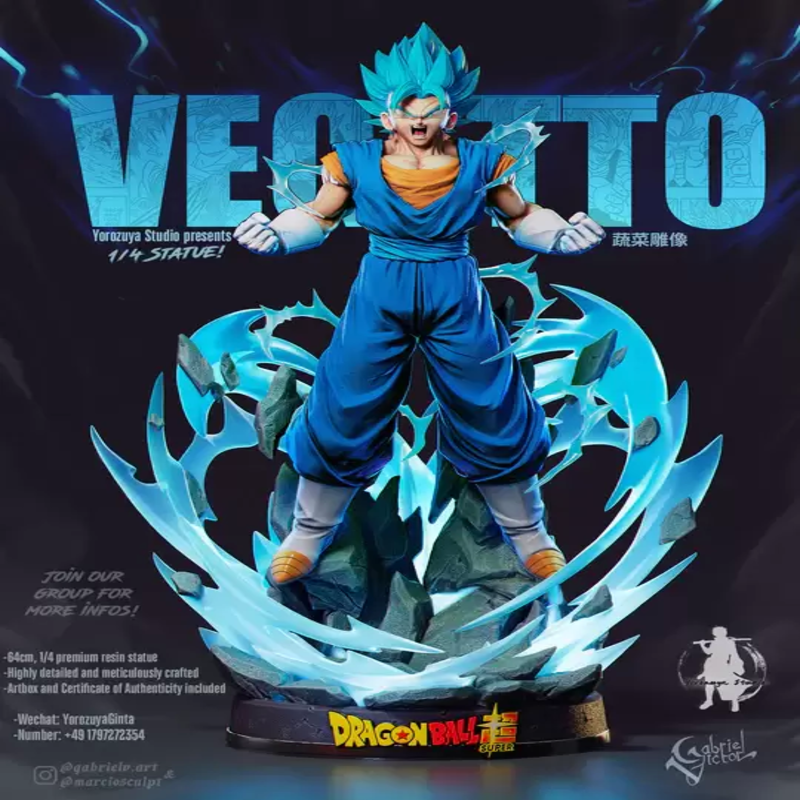 VEGITTO
Yorozuya Studio presents
1/4 STATUE!
蔬菜雕像
JOIN OUR
GROUP FOR
MORE INFOS!
-64cm, 1/4 premium resin statue
-Highly detailed and meticulously crafted
-Artbox and Certificate of Authenticity included
-Wechat: YorozuyaGinta
-Number: +49 1797272354
@gabrielv.art
@marciosculpt
DRAGON BALL 超
SUPER
Gabriel
Victor